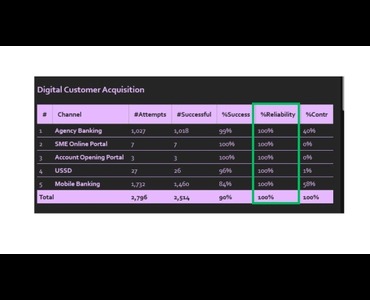 Digital Customer Acquisition
# Channel #Attempts #Successful %Success %Reliability %Contr
1 Agency Banking 1,027 1,018 99% 100% 40%
2 SME Online Portal 7 7 100% 100% 0%
3 Account Opening Portal 3 3 100% 100% 0%
4 USSD 27 26 96% 100% 1%
5 Mobile Banking 1,732 1,460 84% 100% 58%
Total 2,796 2,514 90% 100% 100%